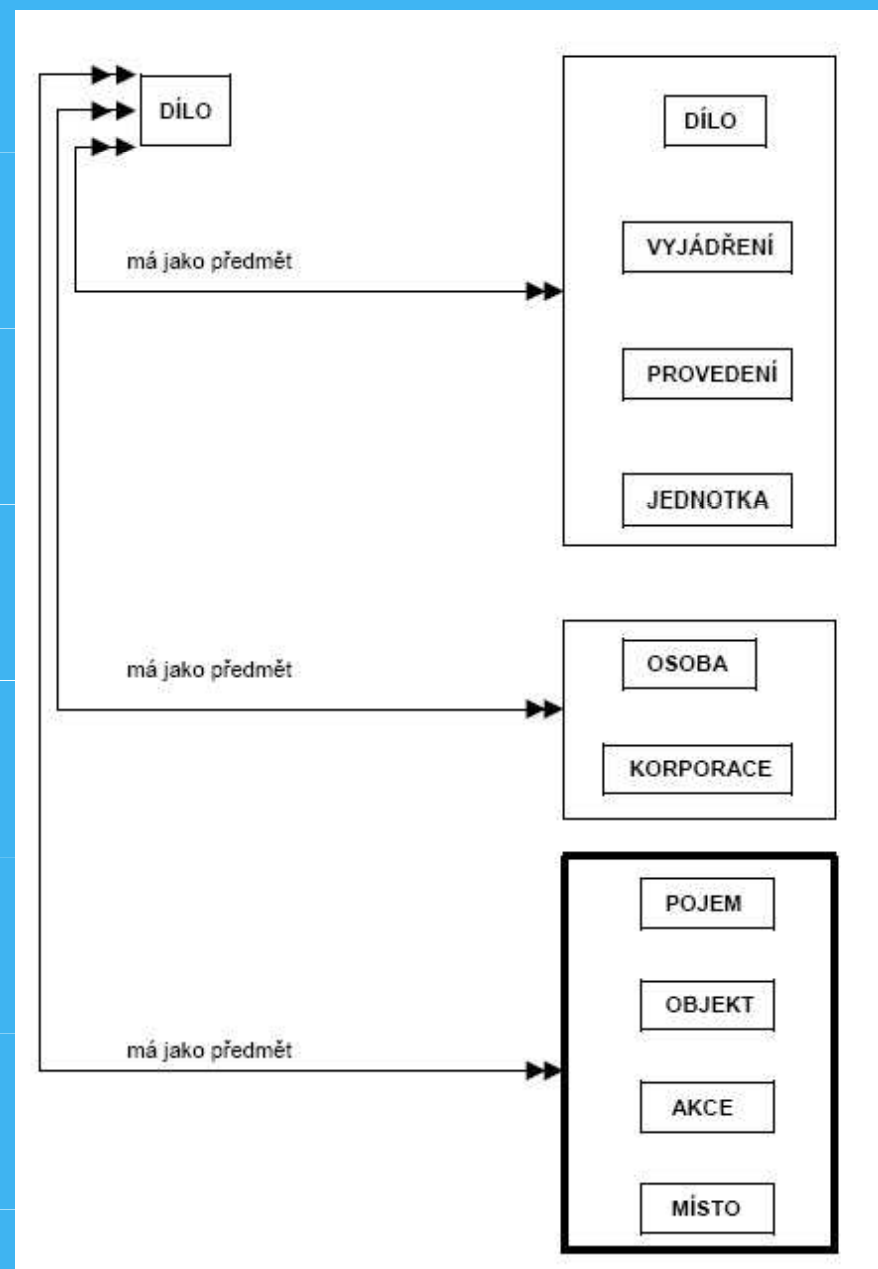 DÍLO
DÍLO
VYJÁDŘENÍ
má jako předmět
PROVEDENÍ
JEDNOTKA
OSOBA
má jako předmět
KORPORACE
POJEM
OBJEKT
má jako předmět
AKCE
MÍSTO